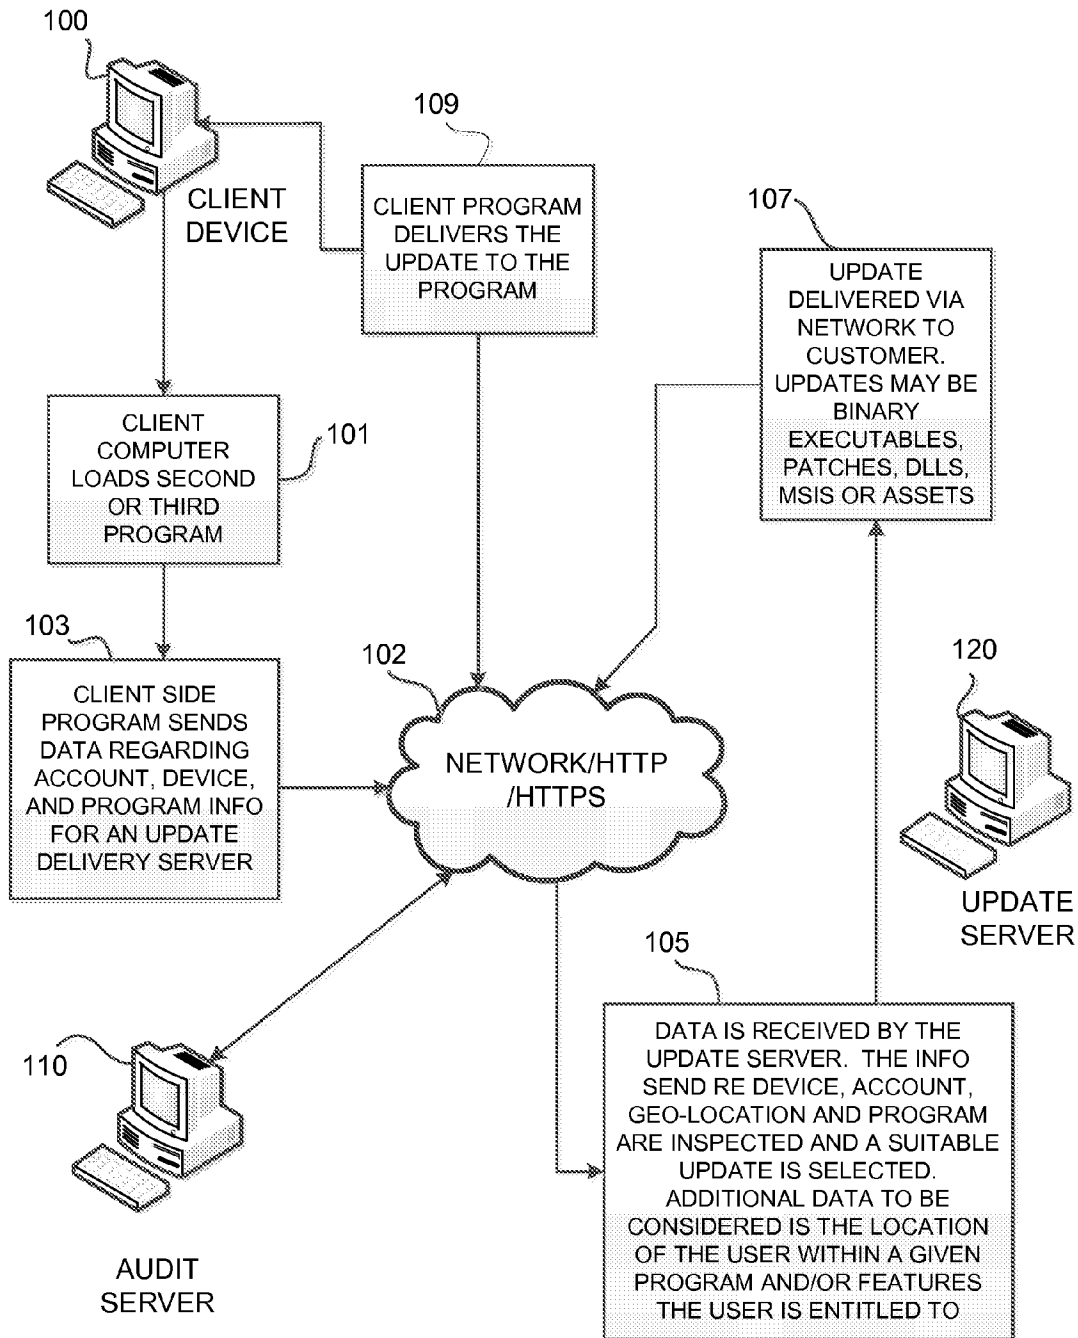 100
CLIENT
DEVICE
109
CLIENT PROGRAM
DELIVERS THE
UPDATE TO THE
PROGRAM
107
UPDATE
DELIVERED VIA
NETWORK TO
CUSTOMER.
UPDATES MAY BE
BINARY
EXECUTABLES,
PATCHES, DLLS,
MSIS OR ASSETS
CLIENT
COMPUTER
LOADS SECOND
OR THIRD
PROGRAM
101
103
CLIENT SIDE
PROGRAM SENDS
DATA REGARDING
ACCOUNT, DEVICE,
AND PROGRAM INFO
FOR AN UPDATE
DELIVERY SERVER
102
NETWORK/HTTP
/HTTPS
120
UPDATE
SERVER
110
AUDIT
SERVER
105
DATA IS RECEIVED BY THE
UPDATE SERVER. THE INFO
SEND RE DEVICE, ACCOUNT,
GEO-LOCATION AND PROGRAM
ARE INSPECTED AND A SUITABLE
UPDATE IS SELECTED.
ADDITIONAL DATA TO BE
CONSIDERED IS THE LOCATION
OF THE USER WITHIN A GIVEN
PROGRAM AND/OR FEATURES
THE USER IS ENTITLED TO